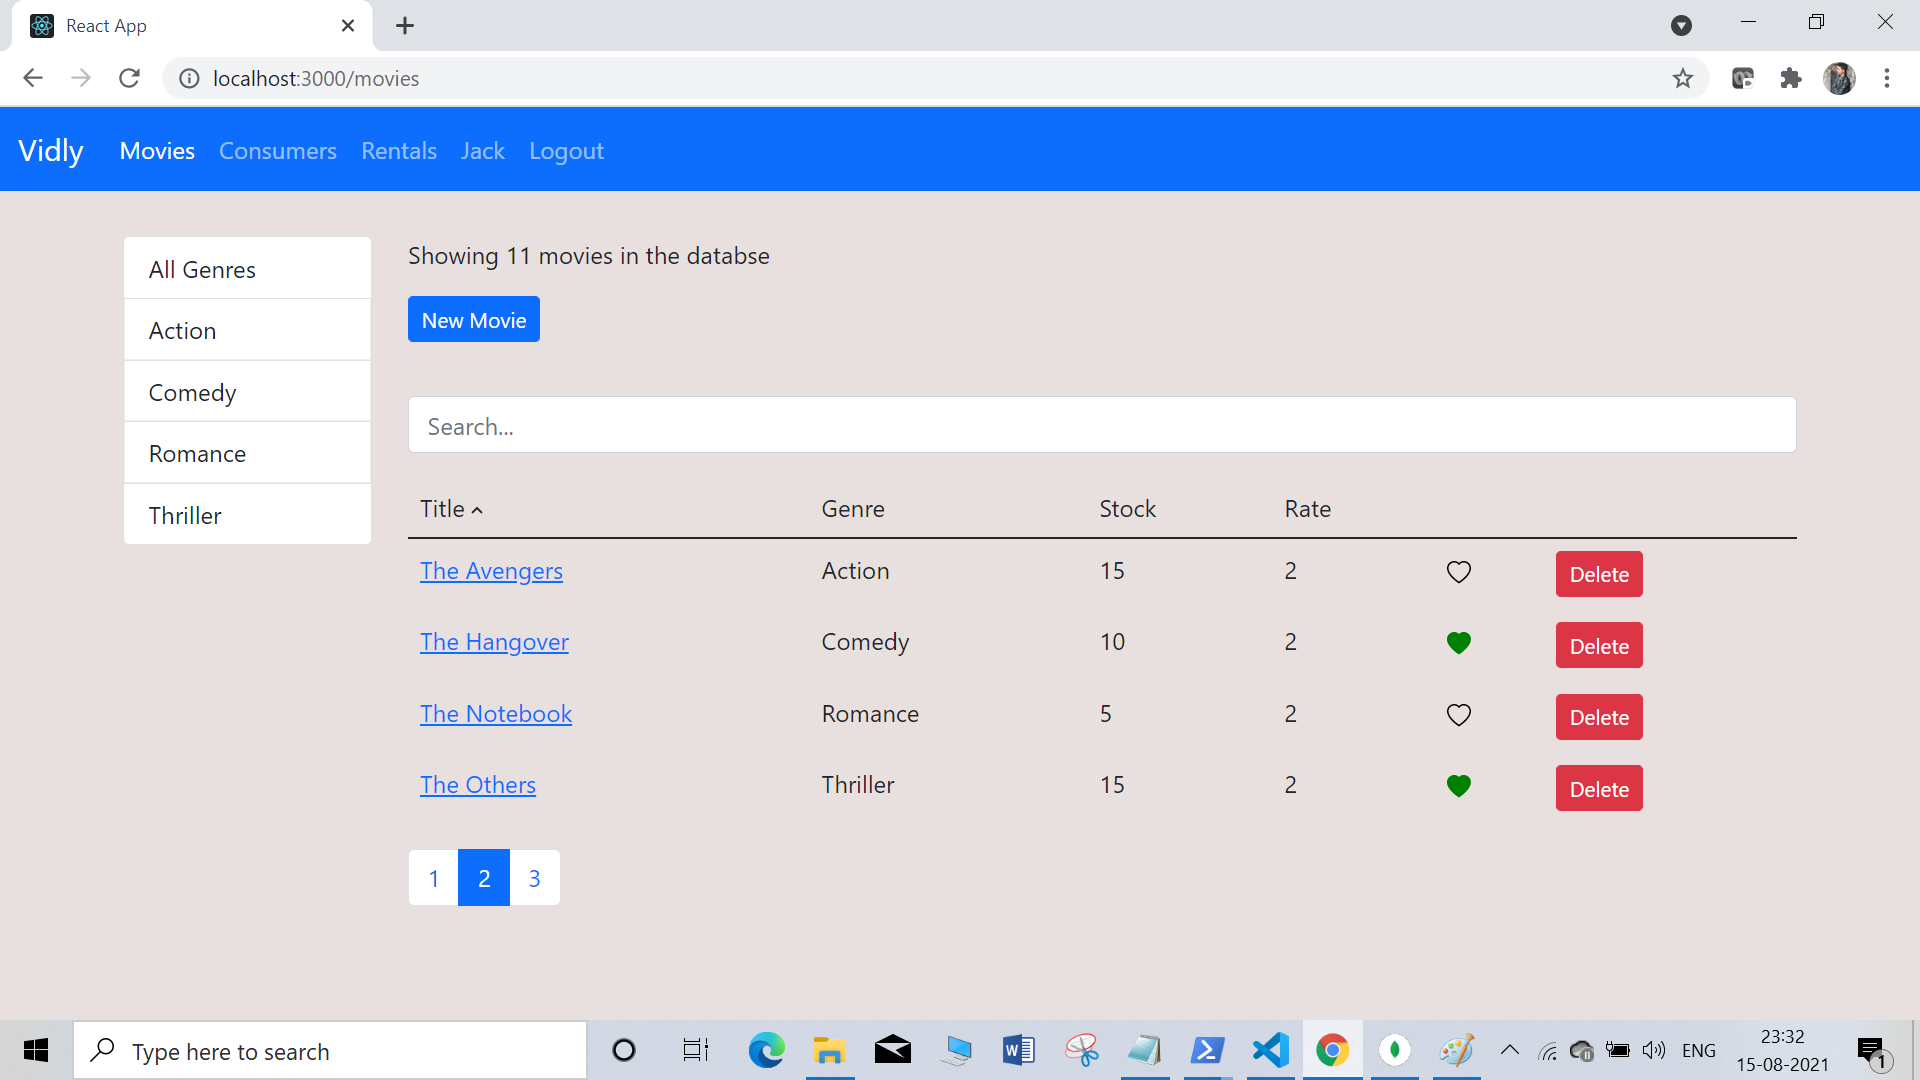 React App
localhost:3000/movies
Vidly Movies Consumers Rentals Jack Logout
All Genres
Action
Comedy
Romance
Thriller
Showing 11 movies in the databse
New Movie
Search...
Title Genre Stock Rate
The Avengers Action 15 2 Delete
The Hangover Comedy 10 2 Delete
The Notebook Romance 5 2 Delete
The Others Thriller 15 2 Delete
1 2 3
Type here to search
ENG
23:32
15-08-2021
1